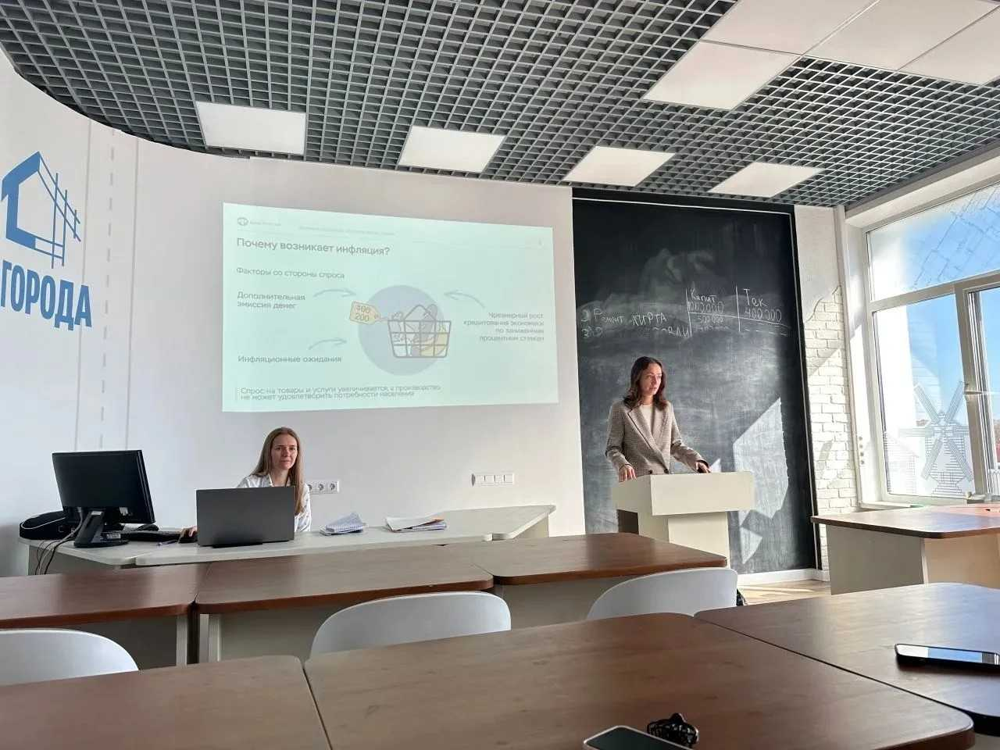 ГОРОДА
Почему возникает инфляция?
Факторы со стороны спроса
Дополнительная
эмиссия денег
400
200
Чрезмерный рост
кредитования экономики
по заниженным
процентным ставкам
Инфляционные ожидания
Спрос на товары и услуги увеличивается, а производство
не может удовлетворить потребности населения
Капит
Тек
400 000
Ремонт